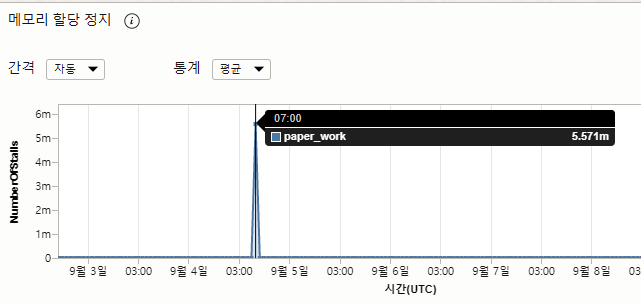 메모리 할당 정지 i
간격 자동 통계 평균
6m
5m
4m
3m
2m
1m
0
NumberOfStalls
07:00
paper_work 5.571m
9월 3일 03:00 9월 4일 03:00 9월 5일 03:00 9월 6일 03:00 9월 7일 03:00 9월 8일 03
시간(UTC)